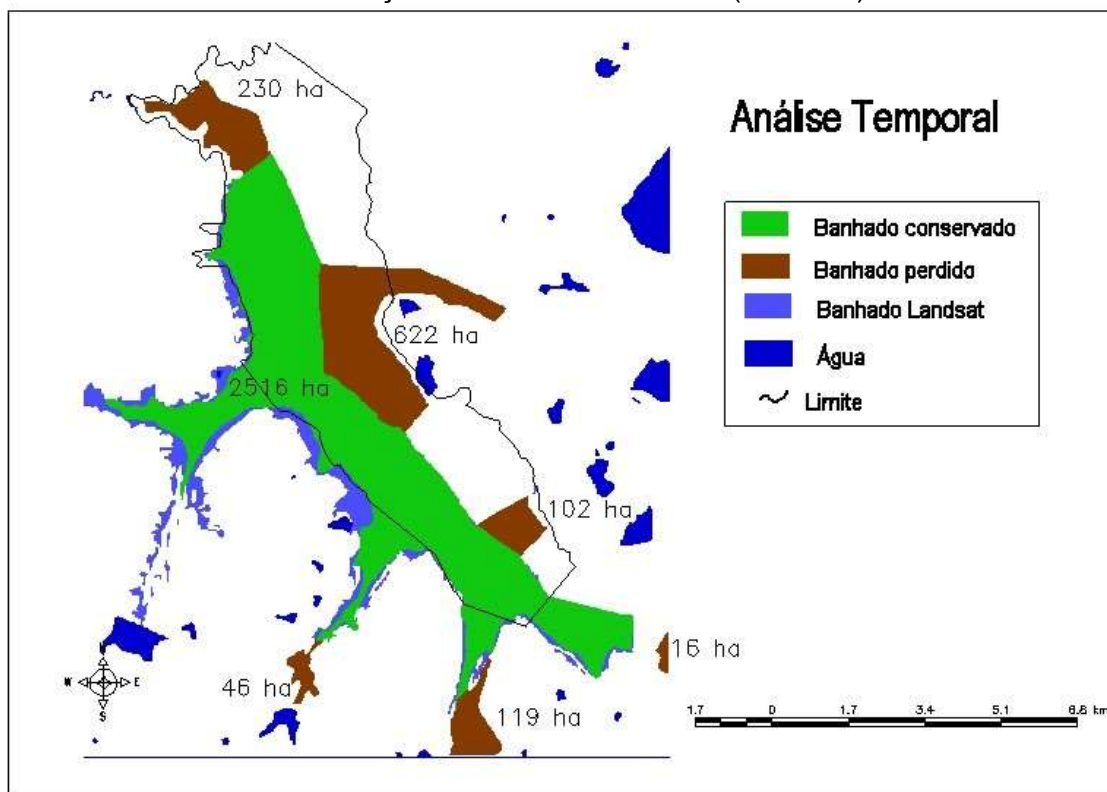 230 ha
Análise Temporal
Banhado conservado
Banhado perdido
Banhado Landsat
Água
Limite
622 ha
2516 ha
102 ha
16 ha
46 ha
119 ha
N
W E
S
1.7 0 1.7 3.4 5.1 6.8 km